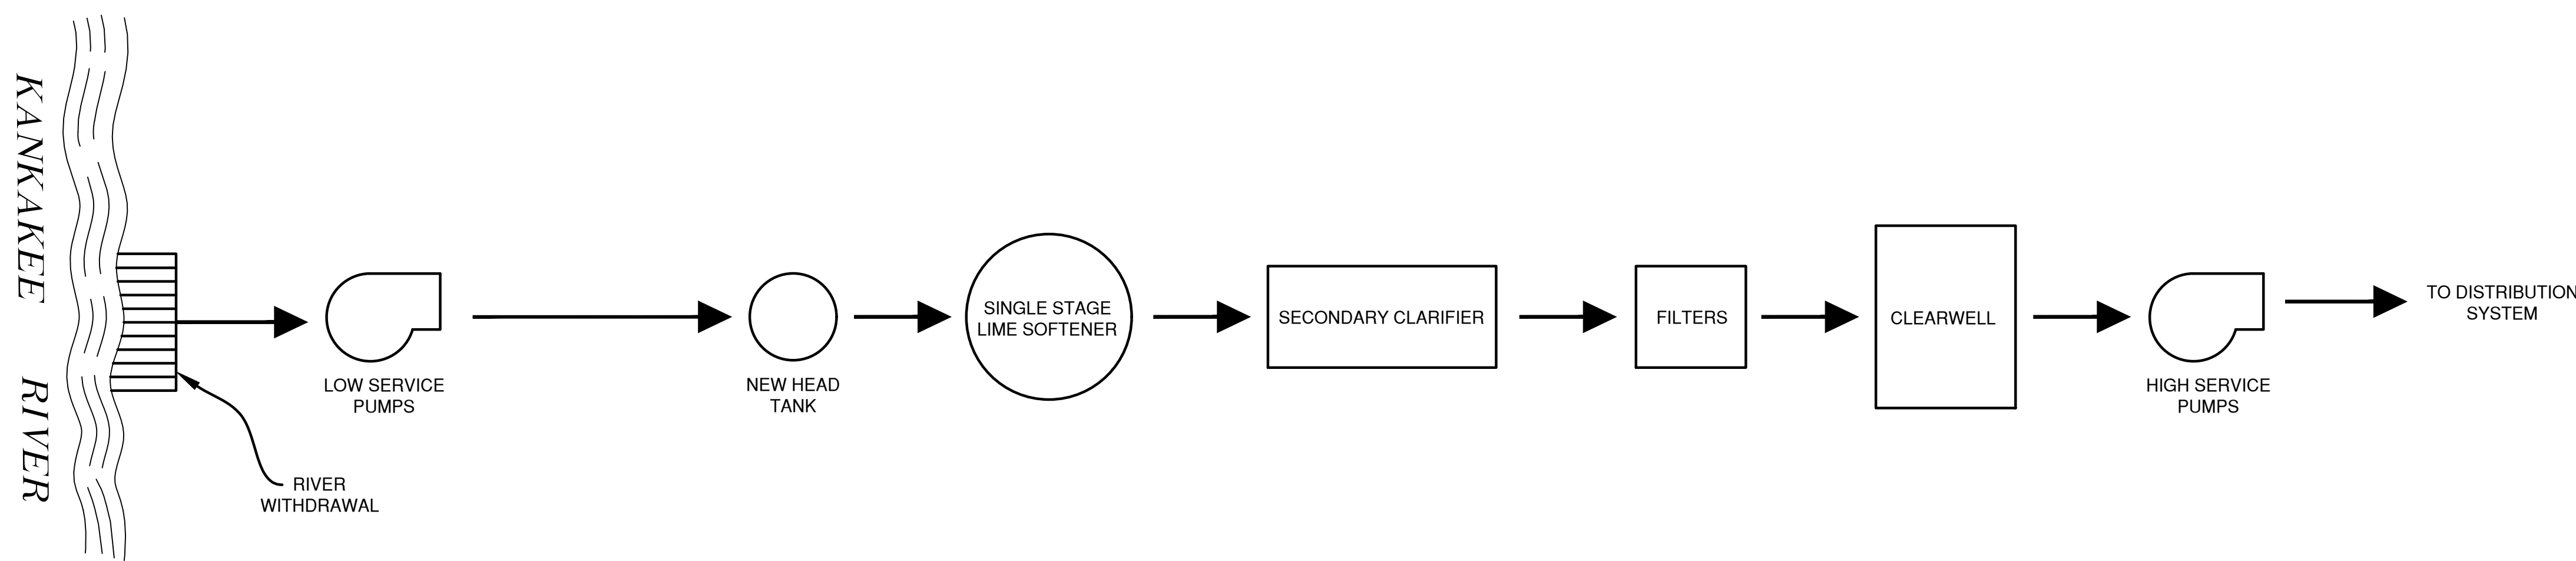 KANKAKEE RIVER
RIVER
WITHDRAWAL
LOW SERVICE
PUMPS
NEW HEAD
TANK
SINGLE STAGE
LIME SOFTENER
SECONDARY CLARIFIER
FILTERS
CLEARWELL
HIGH SERVICE
PUMPS
TO DISTRIBUTION
SYSTEM